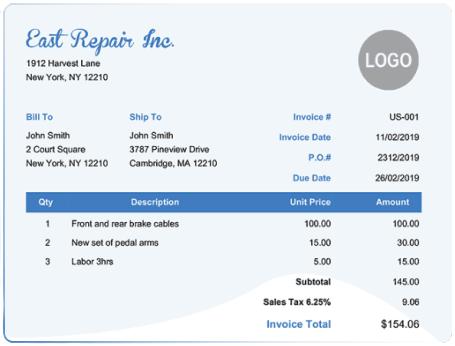 East Repair Inc.
1912 Harvest Lane
New York, NY 12210
LOGO
Bill To
John Smith
2 Court Square
New York, NY 12210
Ship To
John Smith
3787 Pineview Drive
Cambridge, MA 12210
Invoice # US-001
Invoice Date 11/02/2019
P.O.# 2312/2019
Due Date 26/02/2019
Qty Description Unit Price Amount
1 Front and rear brake cables 100.00 100.00
2 New set of pedal arms 15.00 30.00
3 Labor 3hrs 5.00 15.00
Subtotal 145.00
Sales Tax 6.25% 9.06
Invoice Total $154.06